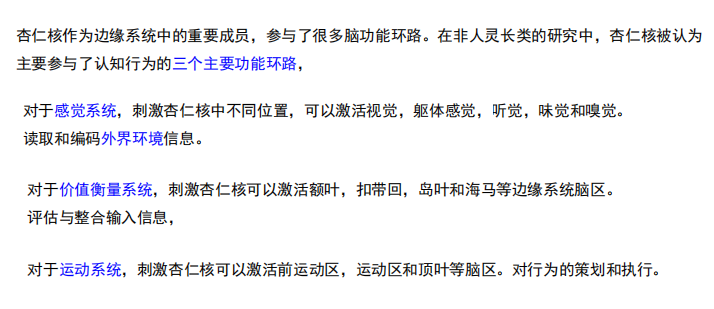 杏仁核作为边缘系统中的重要成员，参与了很多脑功能环路。在非人灵长类的研究中，杏仁核被认为
主要参与了认知行为的三个主要功能环路，
对于感觉系统，刺激杏仁核中不同位置，可以激活视觉，躯体感觉，听觉，味觉和嗅觉。
读取和编码外界环境信息。
对于价值衡量系统，刺激杏仁核可以激活额叶，扣带回，岛叶和海马等边缘系统脑区。
评估与整合输入信息，
对于运动系统，刺激杏仁核可以激活前运动区，运动区和顶叶等脑区。对行为的策划和执行。